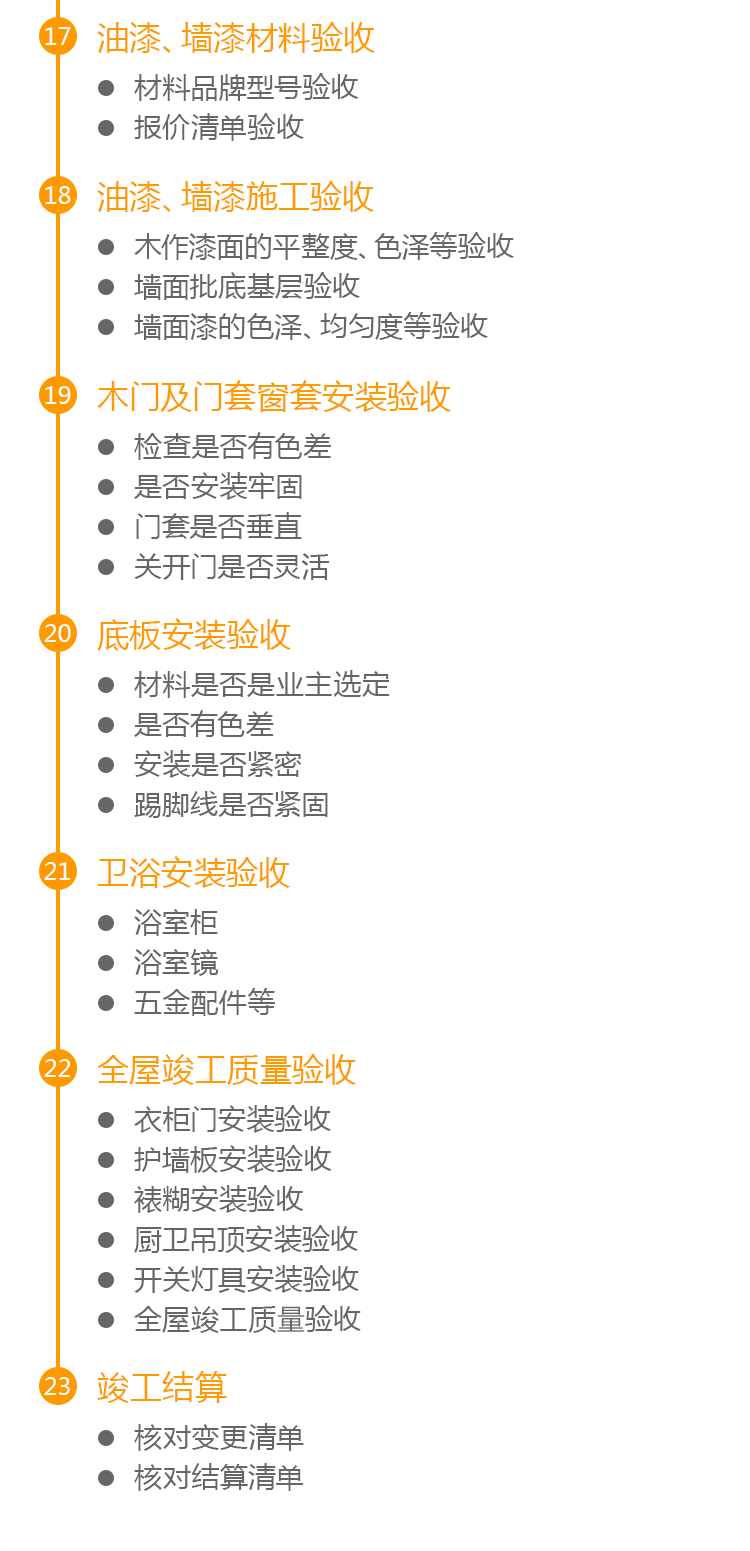 17 油漆、墙漆材料验收
● 材料品牌型号验收
● 报价清单验收
18 油漆、墙漆施工验收
● 木作漆面的平整度、色泽等验收
● 墙面批底基层验收
● 墙面漆的色泽、均匀度等验收
19 木门及门套窗套安装验收
● 检查是否有色差
● 是否安装牢固
● 门套是否垂直
● 关开门是否灵活
20 底板安装验收
● 材料是否是业主选定
● 是否有色差
● 安装是否紧密
● 踢脚线是否紧固
21 卫浴安装验收
● 浴室柜
● 浴室镜
● 五金配件等
22 全屋竣工质量验收
● 衣柜门安装验收
● 护墙板安装验收
● 裱糊安装验收
● 厨卫吊顶安装验收
● 开关灯具安装验收
● 全屋竣工质量验收
23 竣工结算
● 核对变更清单
● 核对结算清单